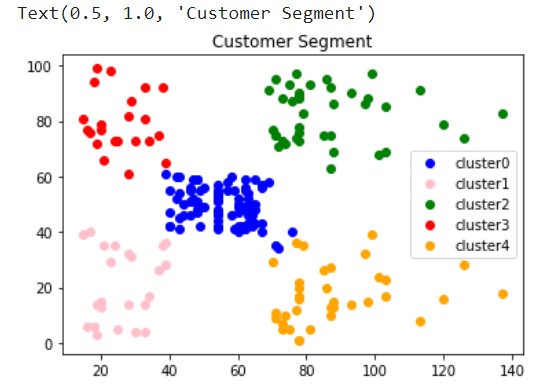 Text(0.5, 1.0, 'Customer Segment')
Customer Segment
100
80
60
40
20
0
cluster0
cluster1
cluster2
cluster3
cluster4
20 40 60 80 100 120 140